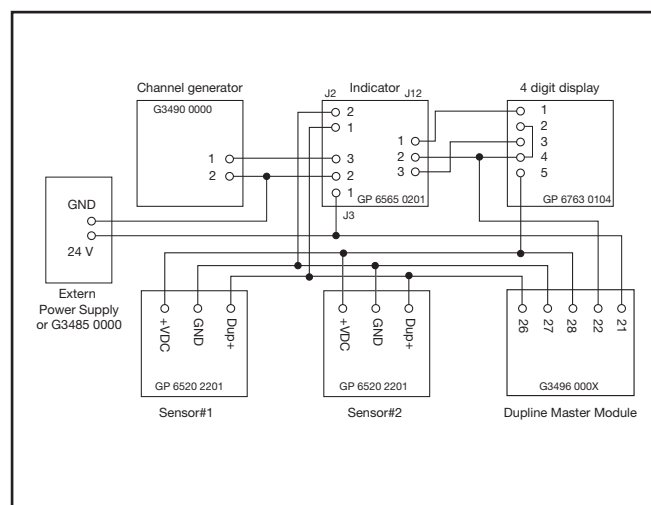 Channel generator
G3490 0000
1
2
J2
Indicator
J12
2
1
3
2
1
1
2
3
GP 6565 0201
J3
4 digit display
1
2
3
4
5
GP 6763 0104
GND
24 V
Extern
Power Supply
or G3485 0000
+VDC
GND
Dup+
GP 6520 2201
Sensor#1
+VDC
GND
Dup+
GP 6520 2201
Sensor#2
26
27
28
22
21
G3496 000X
Dupline Master Module